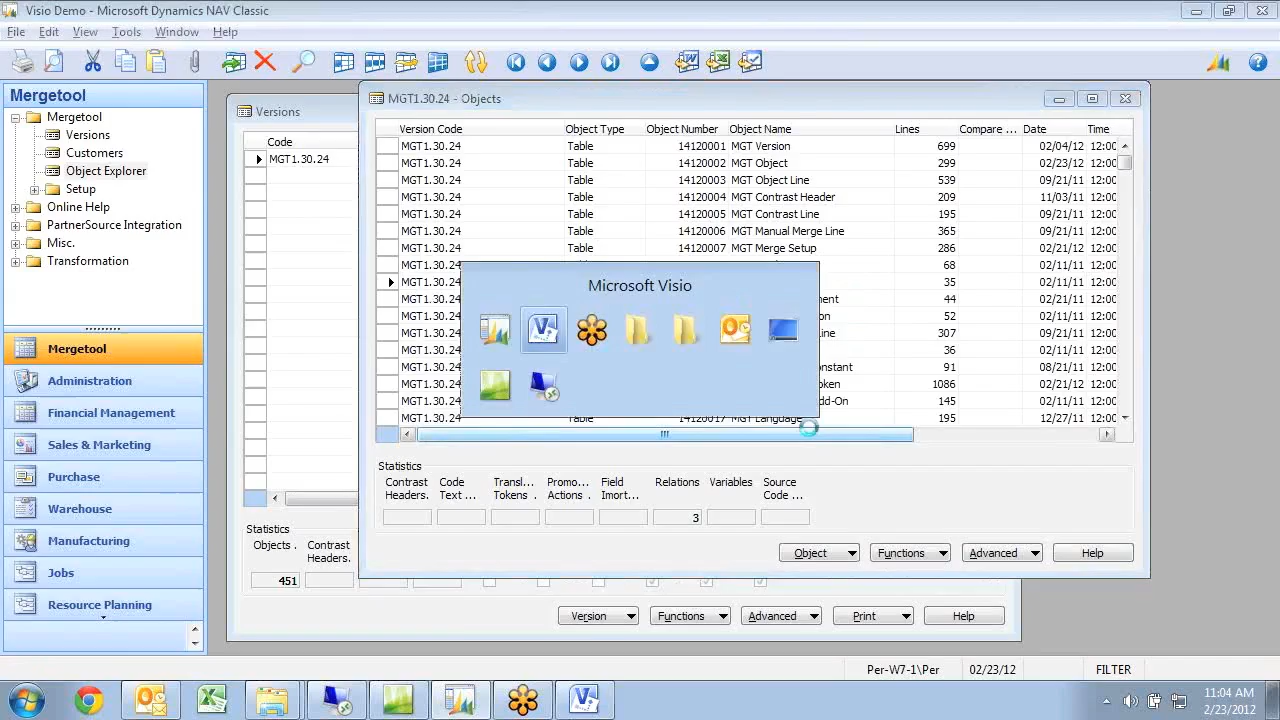 Visio Demo - Microsoft Dynamics NAV Classic
File Edit View Tools Window Help
Mergetool
Mergetool
Versions
Customers
Object Explorer
Setup
Online Help
PartnerSource Integration
Misc.
Transformation
Mergetool
Administration
Financial Management
Sales & Marketing
Purchase
Warehouse
Manufacturing
Jobs
Resource Planning
Versions
Code
MGT1.30.24
Statistics
Objects . Contrast Headers.
451
Version Functions Advanced Print Help
MGT1.30.24 - Objects
Version Code Object Type Object Number Object Name Lines Compare ... Date Time
MGT1.30.24 Table 14120001 MGT Version 699 02/04/12 12:00
MGT1.30.24 Table 14120002 MGT Object 299 02/23/12 12:00
MGT1.30.24 Table 14120003 MGT Object Line 539 09/21/11 12:00
MGT1.30.24 Table 14120004 MGT Contrast Header 209 11/03/11 12:00
MGT1.30.24 Table 14120005 MGT Contrast Line 195 09/21/11 12:00
MGT1.30.24 Table 14120006 MGT Manual Merge Line 365 09/21/11 12:00
MGT1.30.24 Table 14120007 MGT Merge Setup 286 02/21/12 12:00
MGT1.30.24 68 02/11/11 12:00
MGT1.30.24 35 02/11/11 12:00
MGT1.30.24 ment 44 02/21/11 12:00
MGT1.30.24 on 52 02/21/11 12:00
MGT1.30.24 Line 307 09/21/11 12:00
MGT1.30.24 36 02/11/11 12:00
MGT1.30.24 onstant 91 08/21/11 12:00
MGT1.30.24 oken 1086 02/21/12 12:00
MGT1.30.24 dd-On 145 02/11/11 12:00
MGT1.30.24 Table 14120017 MGT Language 195 12/27/11 12:00
Microsoft Visio
Statistics
Contrast Headers. Code Text ... Transl... Tokens . Promo... Actions . Field Imort... Relations Variables Source Code ...
3
Object Functions Advanced Help
Per-W7-1\Per 02/23/12 FILTER
11:04 AM
2/23/2012